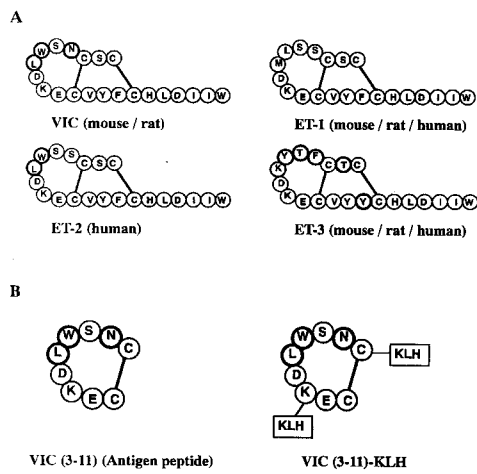 A
W S N C S C
L
D
K E C V Y F C H L D I I W
VIC (mouse / rat)
L S S C S C
M
D
K E C V Y F C H L D I I W
ET-1 (mouse / rat / human)
W S S C S C
L
D
K E C V Y F C H L D I I W
ET-2 (human)
Y T F C T C
K
D
K E C V Y Y C H L D I I W
ET-3 (mouse / rat / human)
B
W S N C
L
D
K E C
VIC (3-11) (Antigen peptide)
W S N C KLH
L
D
K E C
KLH
VIC (3-11)-KLH